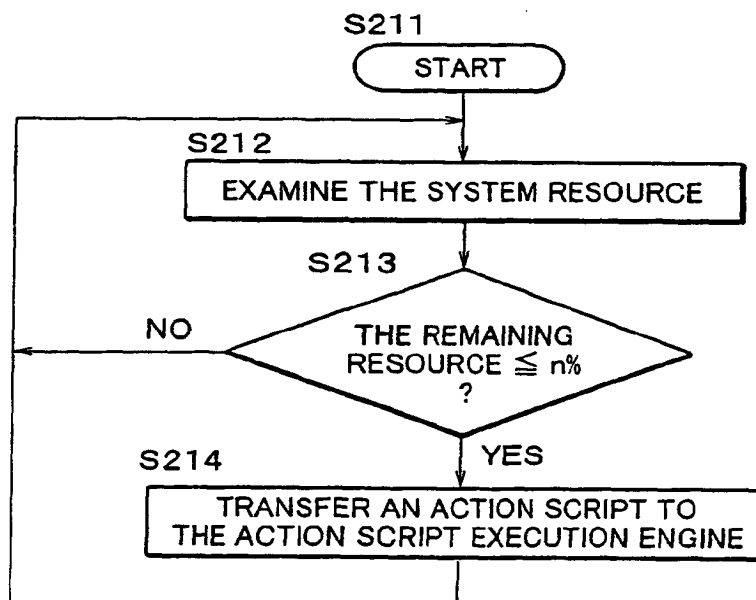 S211
START
S212
EXAMINE THE SYSTEM RESOURCE
S213
NO
THE REMAINING
RESOURCE ≦ n%
?
YES
S214
TRANSFER AN ACTION SCRIPT TO
THE ACTION SCRIPT EXECUTION ENGINE